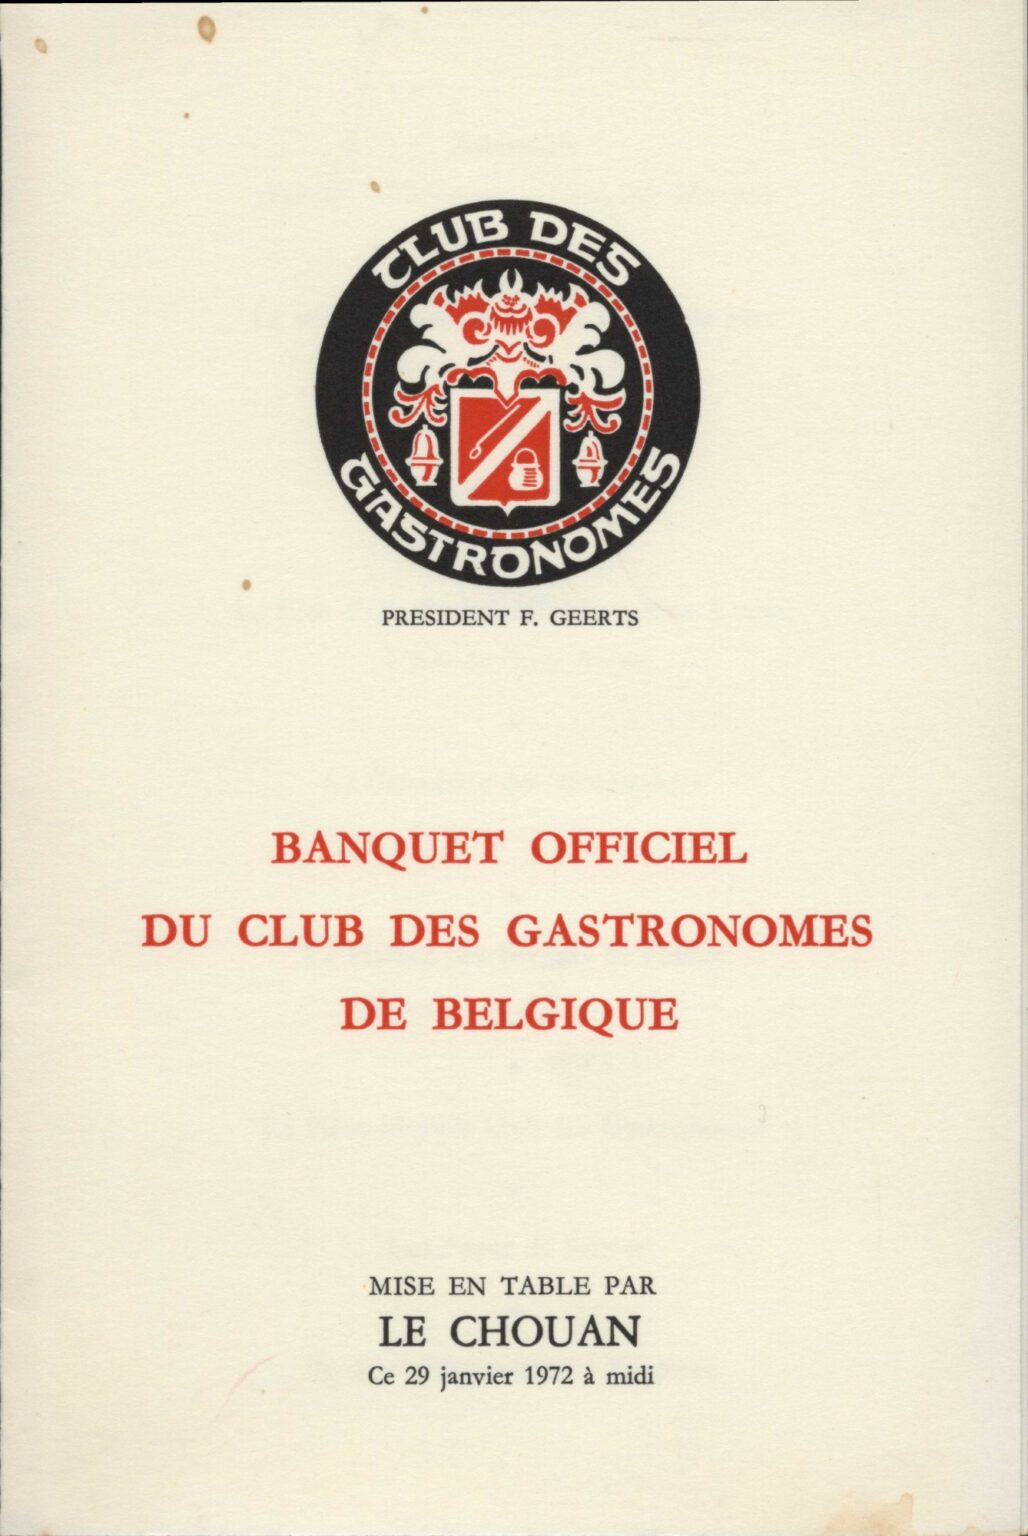 CLUB DES
GASTRONOMES
PRESIDENT F. GEERTS
BANQUET OFFICIEL
DU CLUB DES GASTRONOMES
DE BELGIQUE
MISE EN TABLE PAR
LE CHOUAN
Ce 29 janvier 1972 à midi